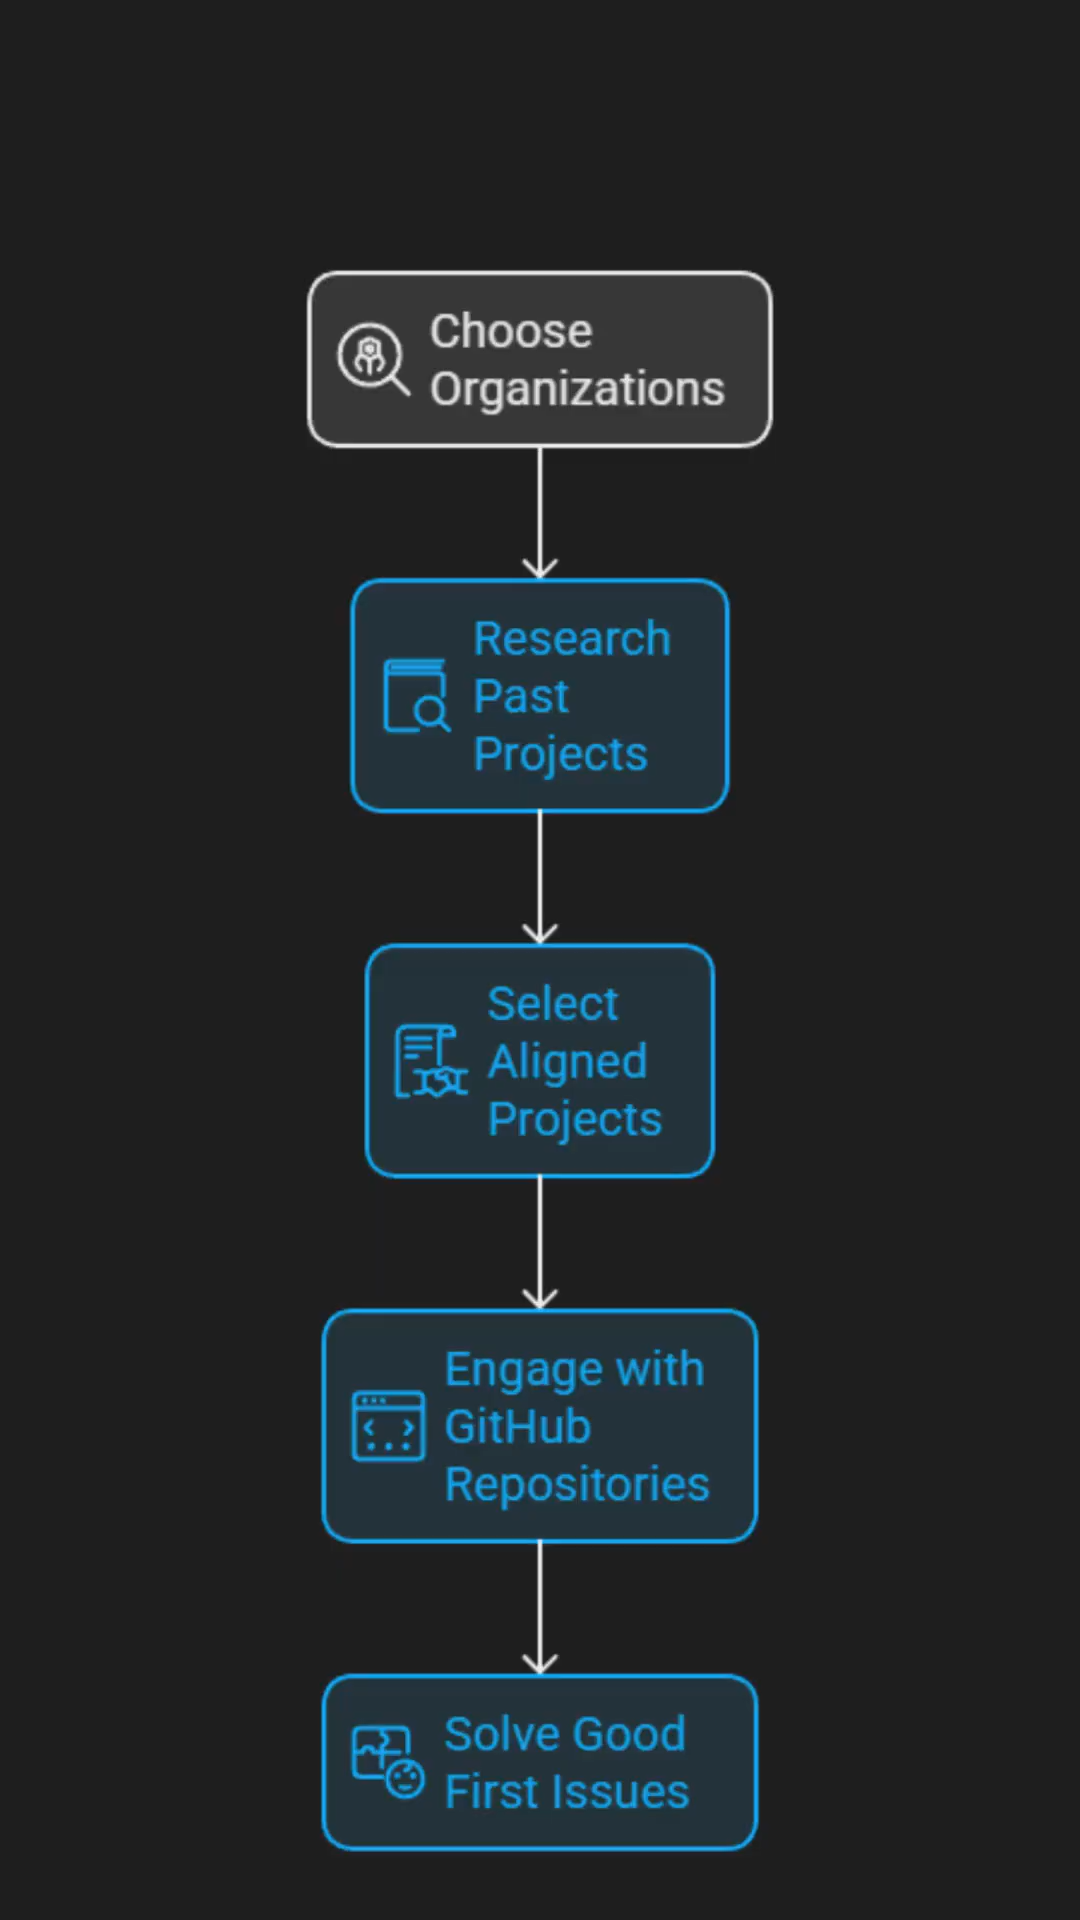 Choose
Organizations
Research
Past
Projects
Select
Aligned
Projects
Engage with
GitHub
Repositories
Solve Good
First Issues